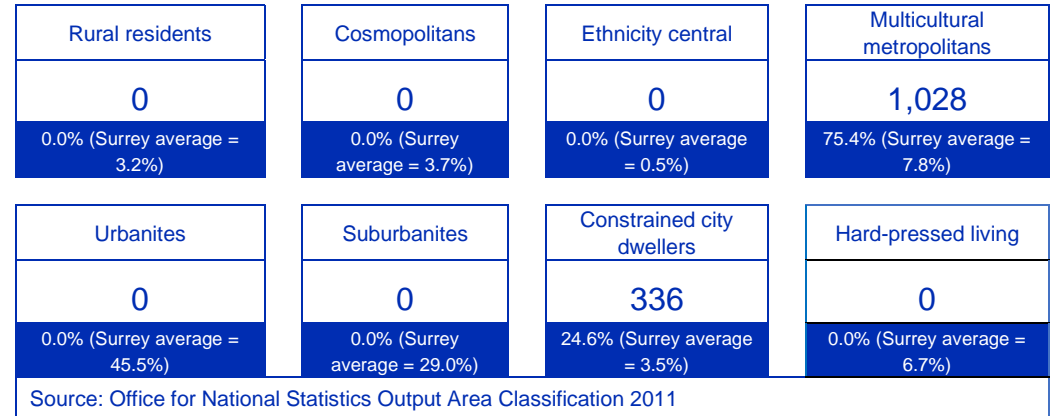 Rural residents
0
0.0% (Surrey average =
3.2%)
Cosmopolitans
0
0.0% (Surrey
average = 3.7%)
Ethnicity central
0
0.0% (Surrey average
= 0.5%)
Multicultural
metropolitans
1,028
75.4% (Surrey average =
7.8%)
Urbanites
0
0.0% (Surrey average =
45.5%)
Suburbanites
0
0.0% (Surrey
average = 29.0%)
Constrained city
dwellers
336
24.6% (Surrey average
= 3.5%)
Hard-pressed living
0
0.0% (Surrey average =
6.7%)
Source: Office for National Statistics Output Area Classification 2011